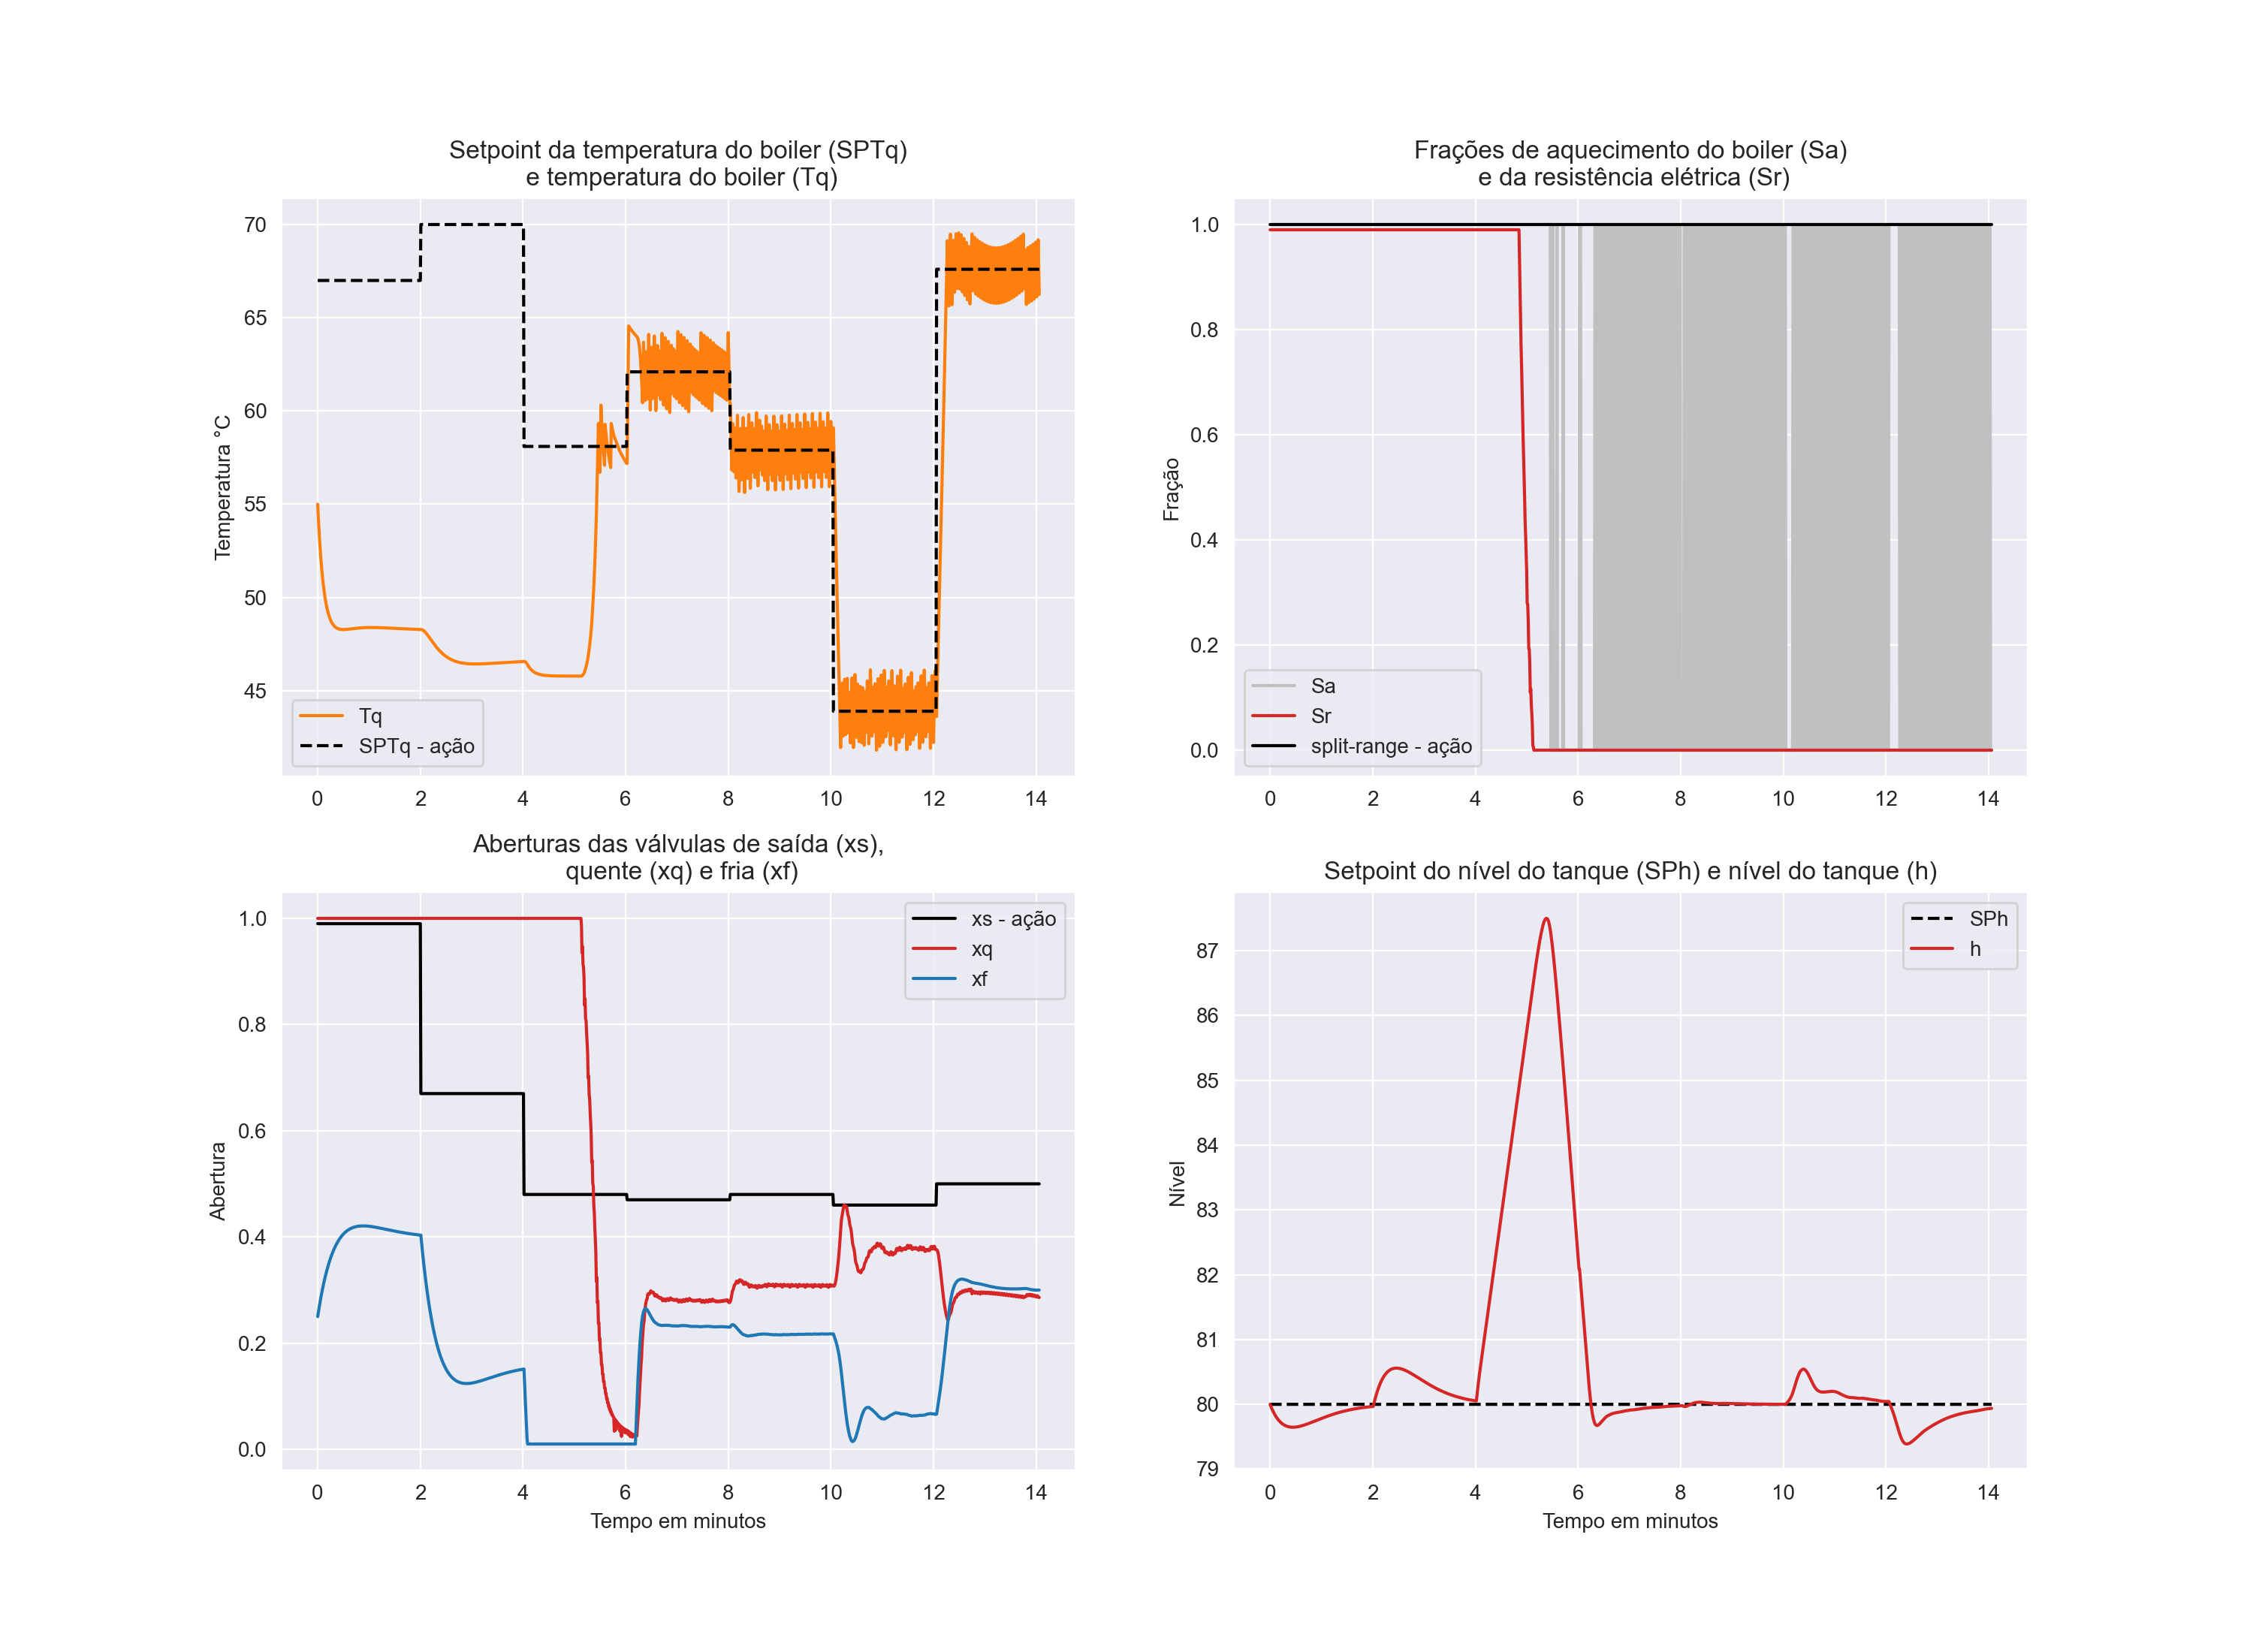 Setpoint da temperatura do boiler (SPTq)
e temperatura do boiler (Tq)
Temperatura °C
70
65
60
55
50
45
Tq
SPTq - ação
0 2 4 6 8 10 12 14
Frações de aquecimento do boiler (Sa)
e da resistência elétrica (Sr)
Fração
1.0
0.8
0.6
0.4
0.2
0.0
Sa
Sr
split-range - ação
0 2 4 6 8 10 12 14
Aberturas das válvulas de saída (xs),
quente (xq) e fria (xf)
Abertura
1.0
0.8
0.6
0.4
0.2
0.0
xs - ação
xq
xf
0 2 4 6 8 10 12 14
Tempo em minutos
Setpoint do nível do tanque (SPh) e nível do tanque (h)
Nível
87
86
85
84
83
82
81
80
79
SPh
h
0 2 4 6 8 10 12 14
Tempo em minutos